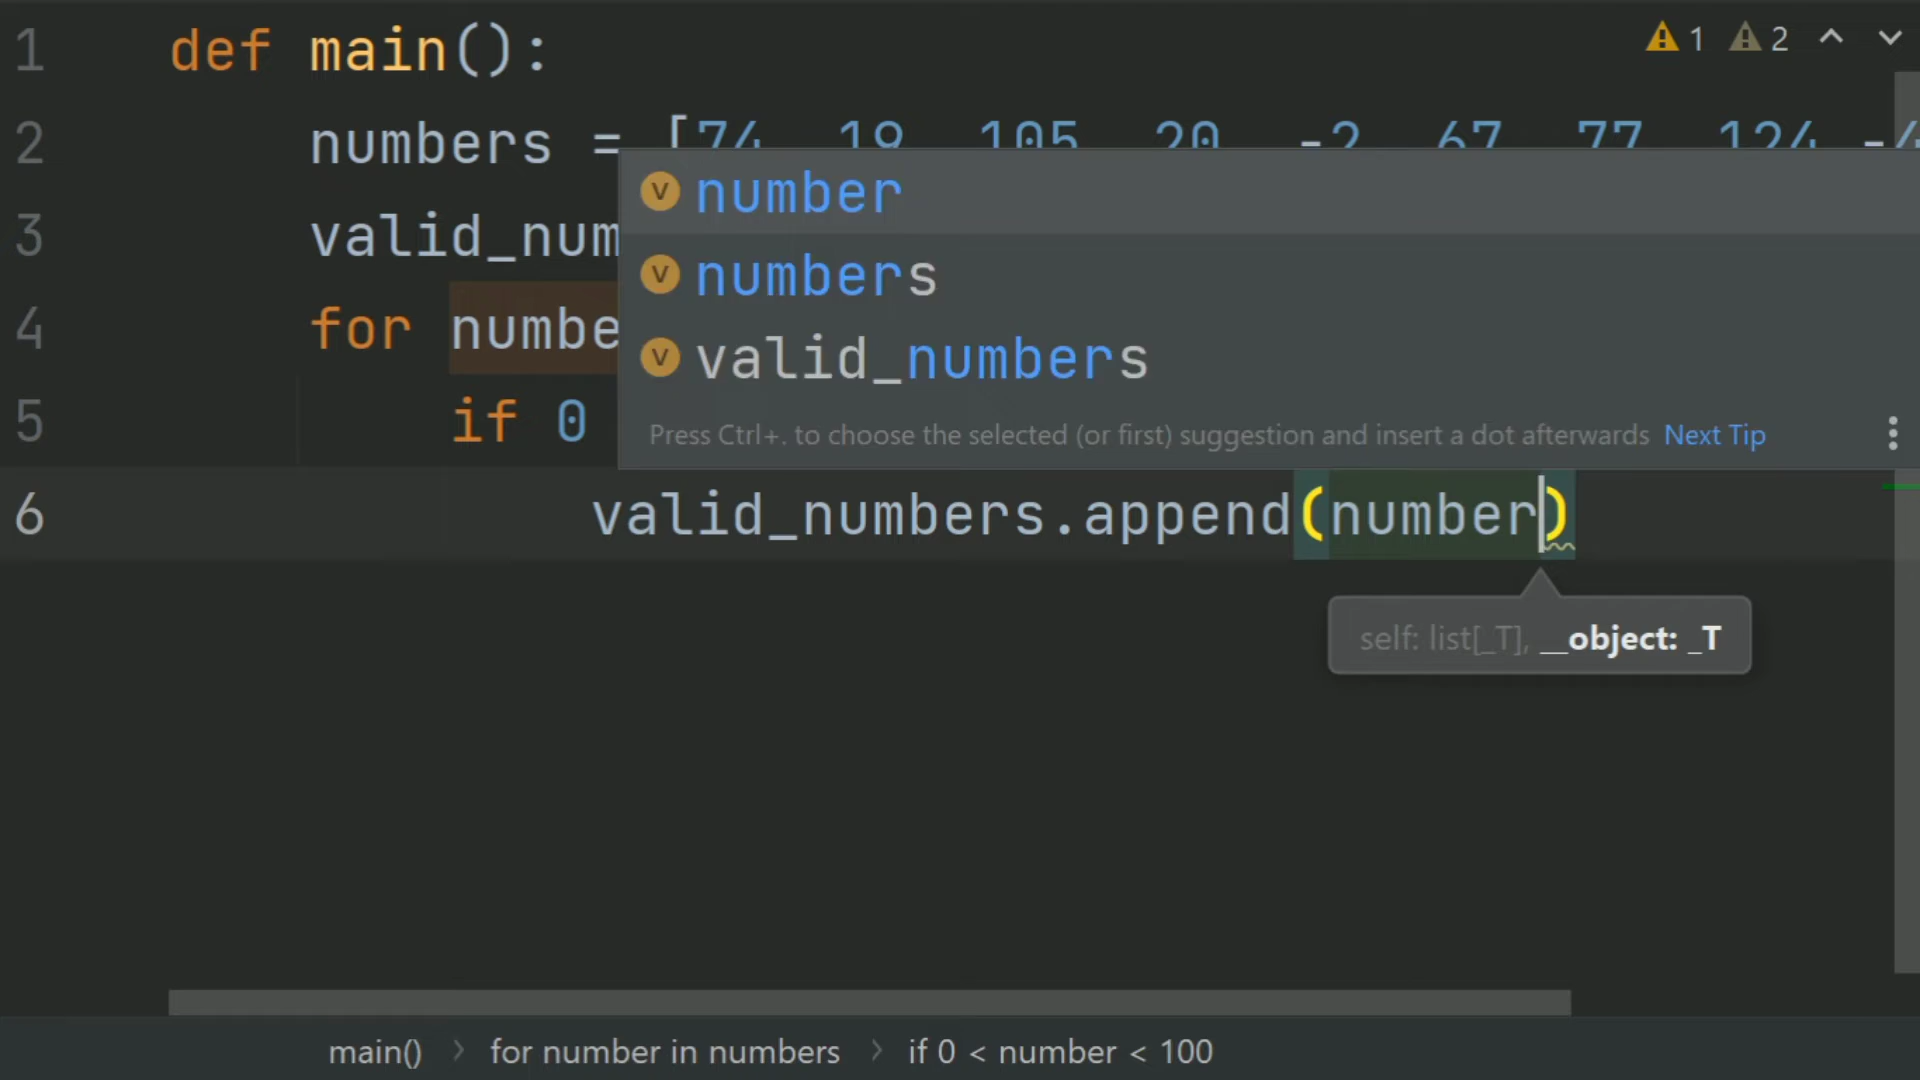 1 def main(): 1 2
2 numbers = [74 19 105 20 -2 67 77 124 -4
3 valid_num
4 for numbe
5 if 0
number
numbers
valid_numbers
Press Ctrl+. to choose the selected (or first) suggestion and insert a dot afterwards Next Tip
6 valid_numbers.append(number)
self: list[_T], __object: _T
main() > for number in numbers > if 0 < number < 100